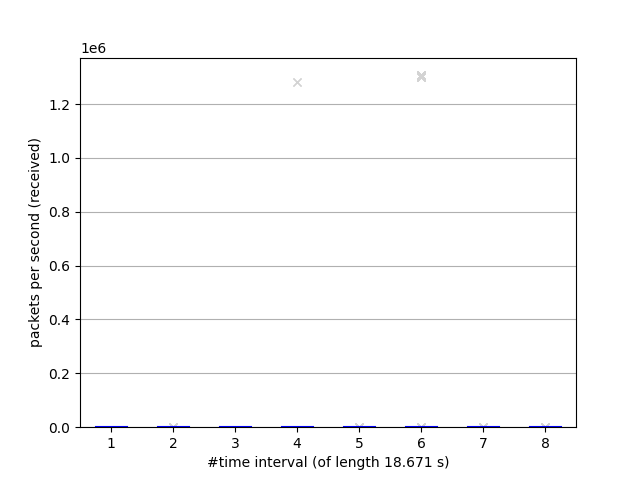 1e6
1.2
1.0
0.8
0.6
0.4
0.2
0.0
packets per second (received)
1 2 3 4 5 6 7 8
#time interval (of length 18.671 s)